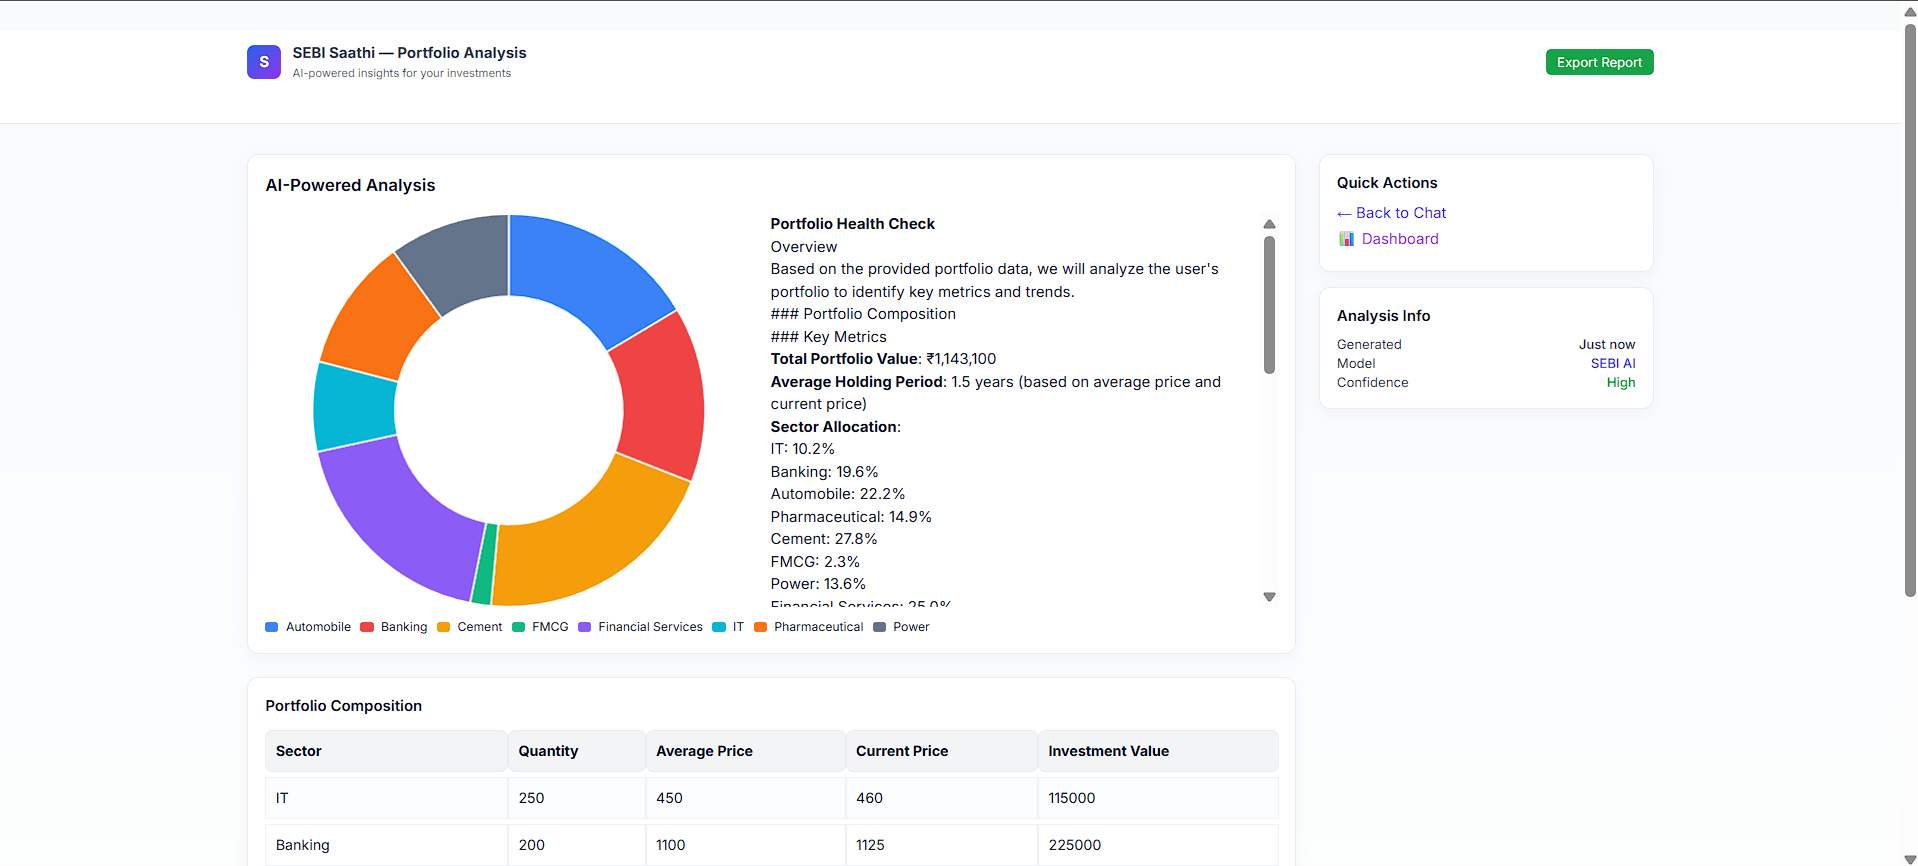 S
SEBI Saathi — Portfolio Analysis
AI-powered insights for your investments
Export Report
AI-Powered Analysis
Portfolio Health Check
Overview
Based on the provided portfolio data, we will analyze the user's
portfolio to identify key metrics and trends.
### Portfolio Composition
### Key Metrics
Total Portfolio Value: ₹1,143,100
Average Holding Period: 1.5 years (based on average price and
current price)
Sector Allocation:
IT: 10.2%
Banking: 19.6%
Automobile: 22.2%
Pharmaceutical: 14.9%
Cement: 27.8%
FMCG: 2.3%
Power: 13.6%
Financial Services: 25.0%
Automobile Banking Cement FMCG Financial Services IT Pharmaceutical Power
Quick Actions
← Back to Chat
📊 Dashboard
Analysis Info
Generated Just now
Model SEBI AI
Confidence High
Portfolio Composition
Sector Quantity Average Price Current Price Investment Value
IT 250 450 460 115000
Banking 200 1100 1125 225000